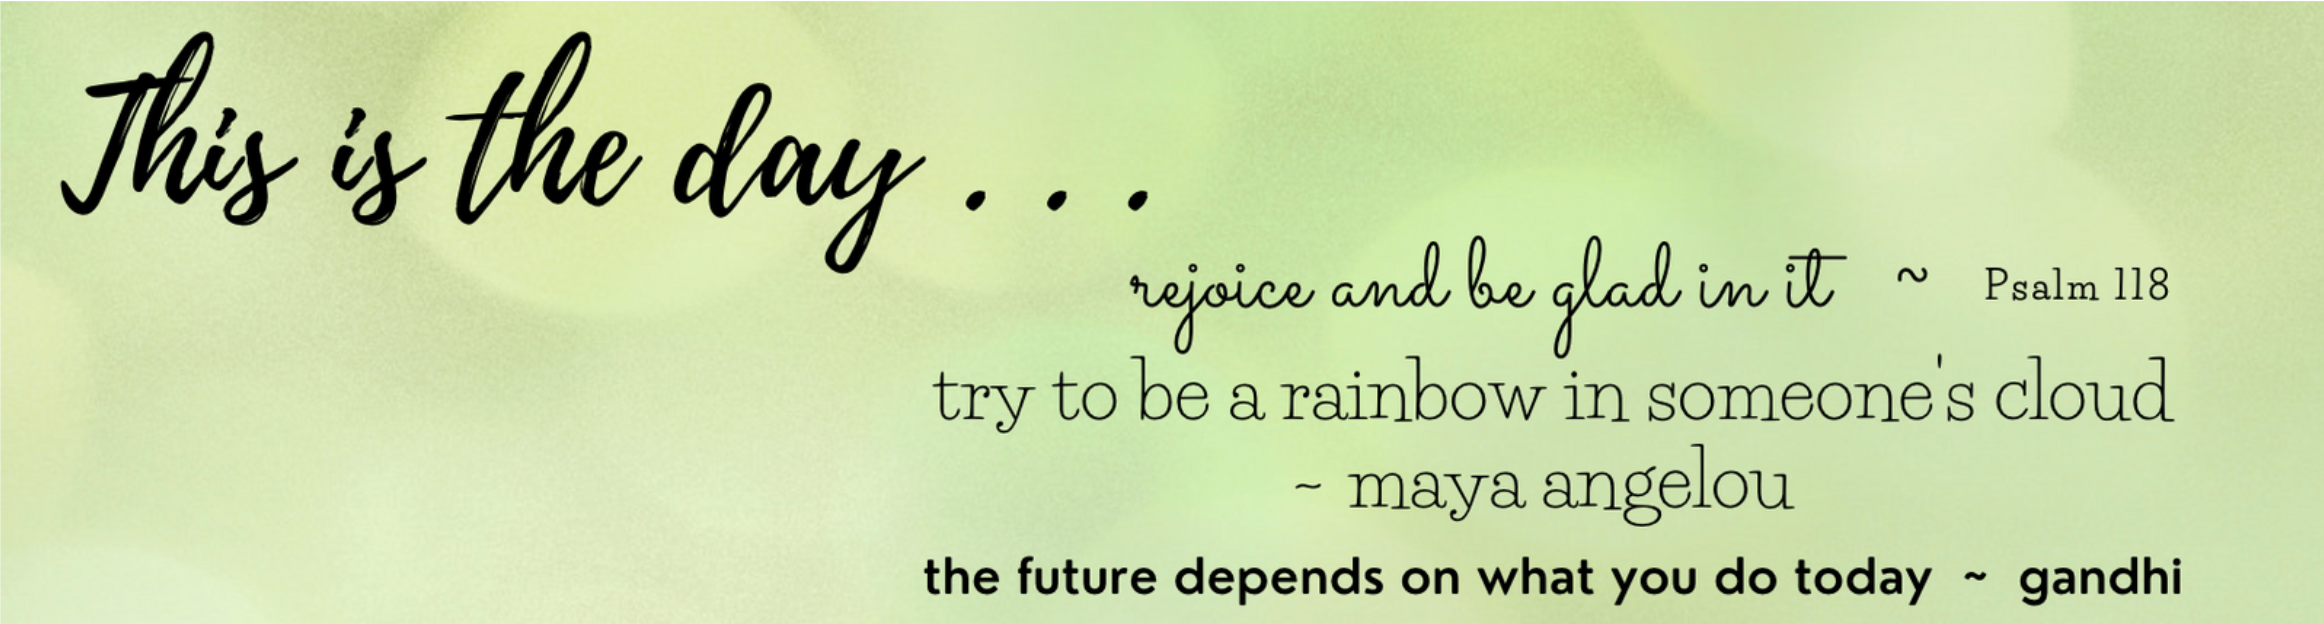 This is the day . . .
rejoice and be glad in it ~ Psalm 118
try to be a rainbow in someone's cloud
~ maya angelou
the future depends on what you do today ~ gandhi